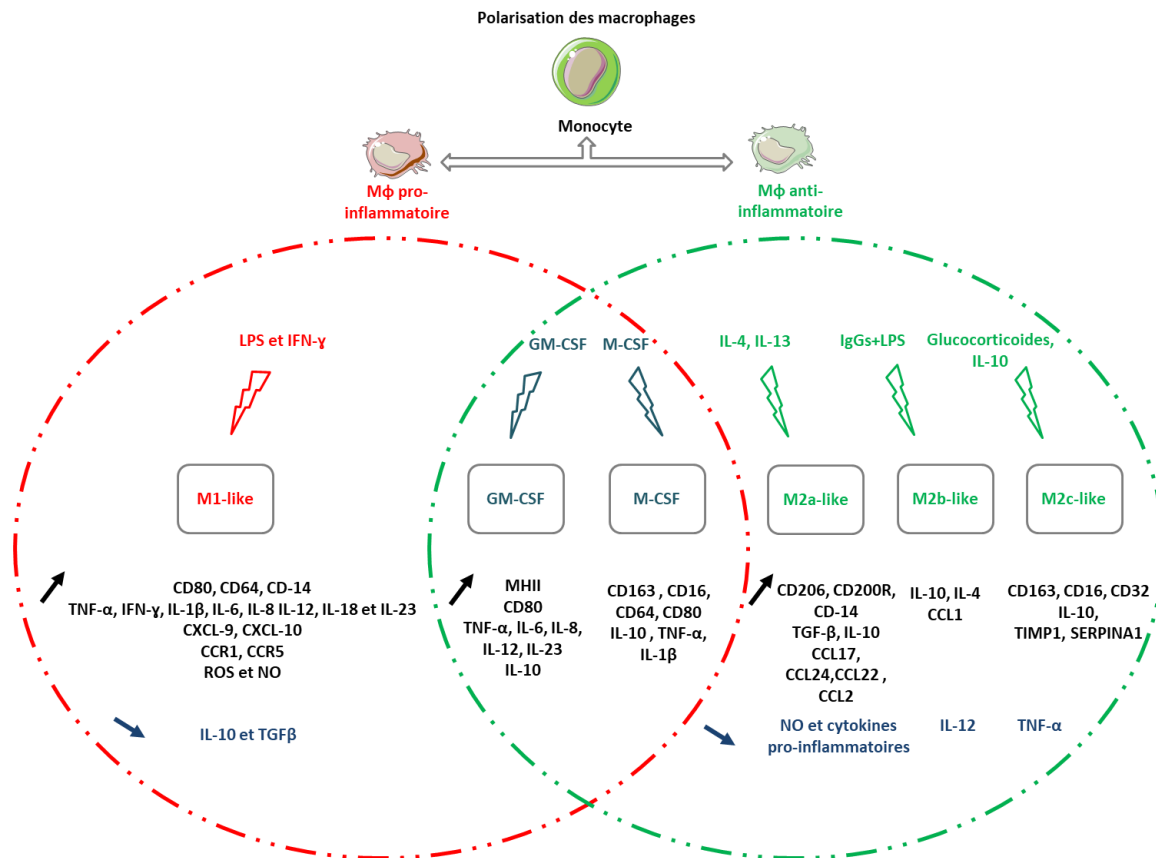 Polarisation des macrophages
Monocyte
Mϕ pro-
inflammatoire
Mϕ anti-
inflammatoire
LPS et IFN-ɣ
GM-CSF
M-CSF
IL-4, IL-13
IgGs+LPS
Glucocorticoides,
IL-10
M1-like
GM-CSF
M-CSF
M2a-like
M2b-like
M2c-like
CD80, CD64, CD-14
TNF-α, IFN-ɣ, IL-1β, IL-6, IL-8 IL-12, IL-18 et IL-23
CXCL-9, CXCL-10
CCR1, CCR5
ROS et NO
MHII
CD80
TNF-α, IL-6, IL-8,
IL-12, IL-23
IL-10
CD163 , CD16,
CD64, CD80
IL-10 , TNF-α,
IL-1β
CD206, CD200R,
CD-14
TGF-β, IL-10
CCL17,
CCL24,CCL22 ,
CCL2
IL-10, IL-4
CCL1
CD163, CD16, CD32
IL-10,
TIMP1, SERPINA1
IL-10 et TGFβ
NO et cytokines
pro-inflammatoires
IL-12
TNF-α